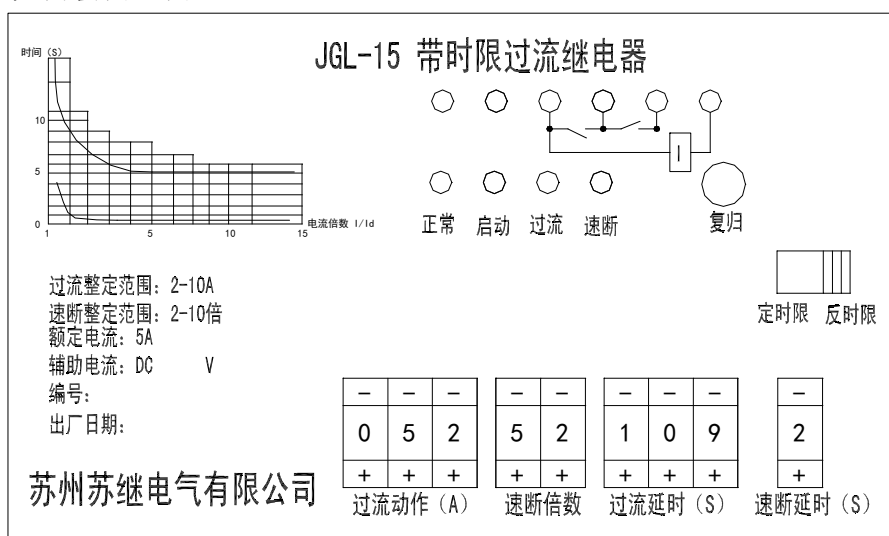 JGL-15 带时限过流继电器
时间 (S)
10
5
0
1 5 10 15
电流倍数 I/Id
正常 启动 过流 速断
复归
定时限 反时限
过流整定范围：2-10A
速断整定范围：2-10倍
额定电流：5A
辅助电流：DC V
编号：
出厂日期：
苏州苏继电气有限公司
- - - - - - - - -
0 5 2 5 2 1 0 9 2
+ + + + + + + + +
过流动作（A） 速断倍数 过流延时（S） 速断延时（S）